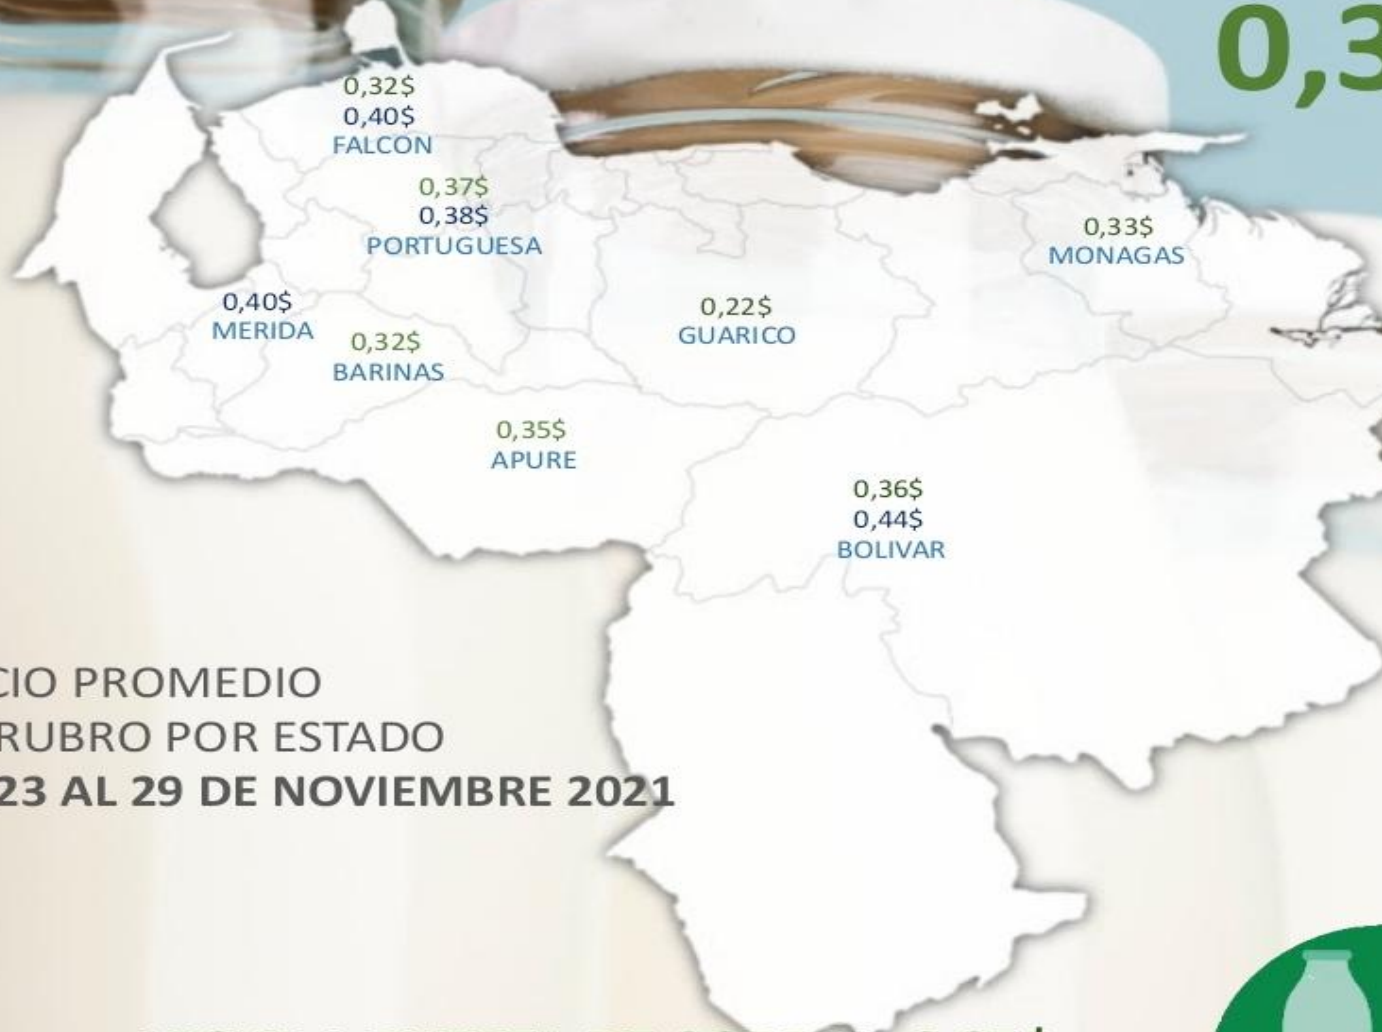 0,3
0,32$
0,40$
FALCON
0,37$
0,38$
PORTUGUESA
0,33$
MONAGAS
0,40$
MERIDA
0,22$
GUARICO
0,32$
BARINAS
0,35$
APURE
0,36$
0,44$
BOLIVAR
CIO PROMEDIO
RUBRO POR ESTADO
23 AL 29 DE NOVIEMBRE 2021